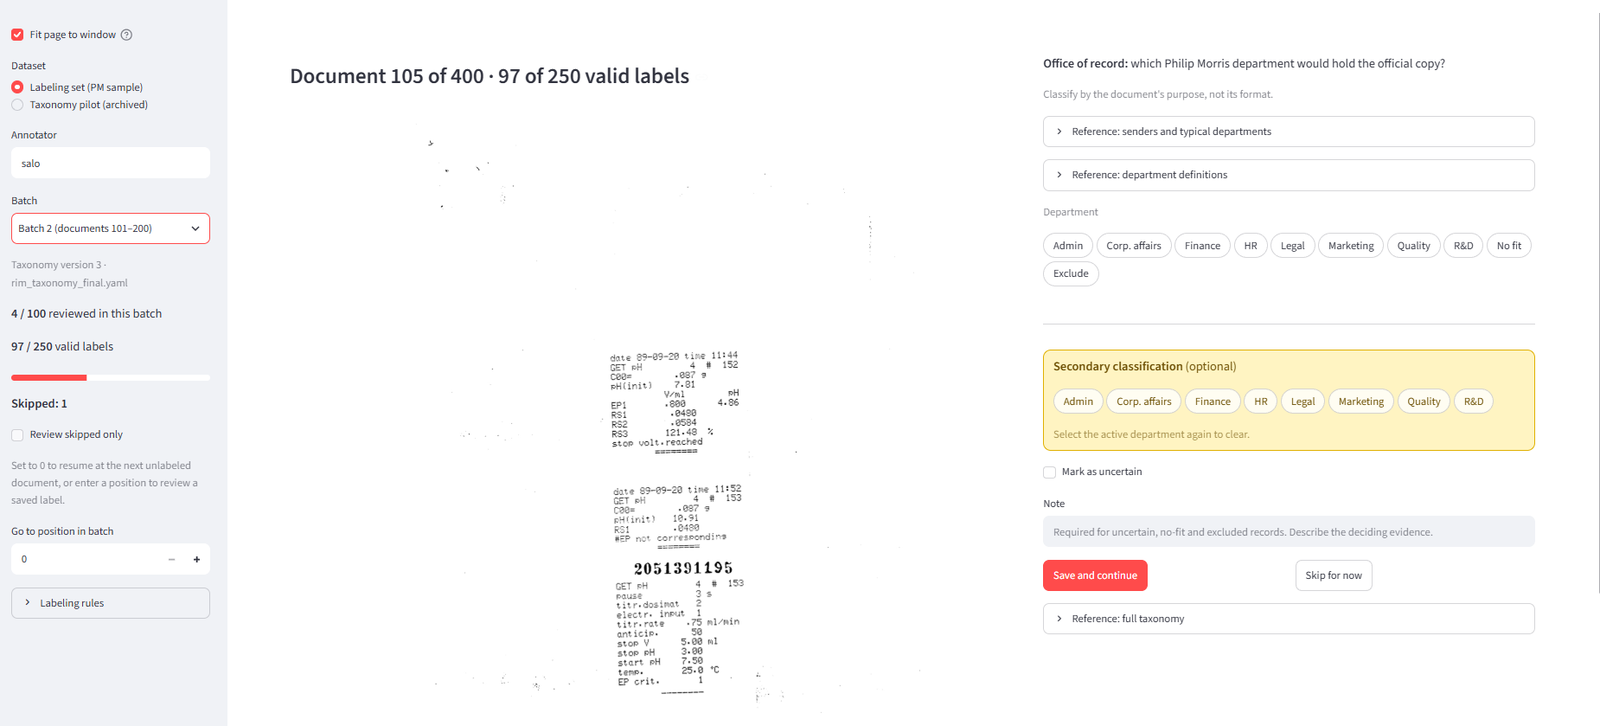 Fit page to window
Dataset
Labeling set (PM sample)
Taxonomy pilot (archived)
Annotator
salo
Batch
Batch 2 (documents 101–200)
Taxonomy version 3 ·
rim_taxonomy_final.yaml
4 / 100 reviewed in this batch
97 / 250 valid labels
Skipped: 1
Review skipped only
Set to 0 to resume at the next unlabeled
document, or enter a position to review a
saved label.
Go to position in batch
0
Labeling rules
Document 105 of 400 · 97 of 250 valid labels
date 89-09-20 time 11:44
GET pH 4 # 152
C00= .087 g
pH(init) 7.81
V/ml pH
EP1 .800 4.86
RS1 .0480
RS2 .0584
RS3 121.48 %
stop volt.reached
========
date 89-09-20 time 11:52
GET pH 4 # 153
C00= .087 g
pH(init) 10.91
RS1 .0480
#EP not corresponding
========
2051391195
GET pH 4 # 153
pause 3 s
titr.dosimat 2
electr. input 1
titr.rate .75 ml/min
anticip. 50
stop V 5.00 ml
stop pH 3.00
start pH 7.50
temp. 25.0 °C
EP crit. 1
--------
Office of record: which Philip Morris department would hold the official copy?
Classify by the document's purpose, not its format.
Reference: senders and typical departments
Reference: department definitions
Department
Admin Corp. affairs Finance HR Legal Marketing Quality R&D No fit
Exclude
Secondary classification (optional)
Admin Corp. affairs Finance HR Legal Marketing Quality R&D
Select the active department again to clear.
Mark as uncertain
Note
Required for uncertain, no-fit and excluded records. Describe the deciding evidence.
Save and continue Skip for now
Reference: full taxonomy